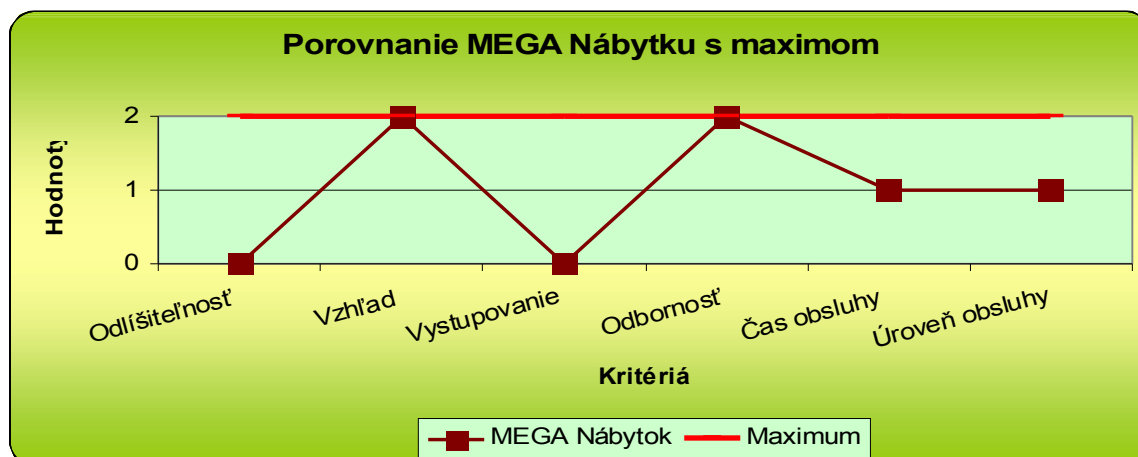 Porovnanie MEGA Nábytku s maximom
Hodnoty
2
1
0
Odlíšiteľnosť
Vzhľad
Vystupovanie
Odbornosť
Čas obsluhy
Úroveň obsluhy
Kritériá
MEGA Nábytok
Maximum